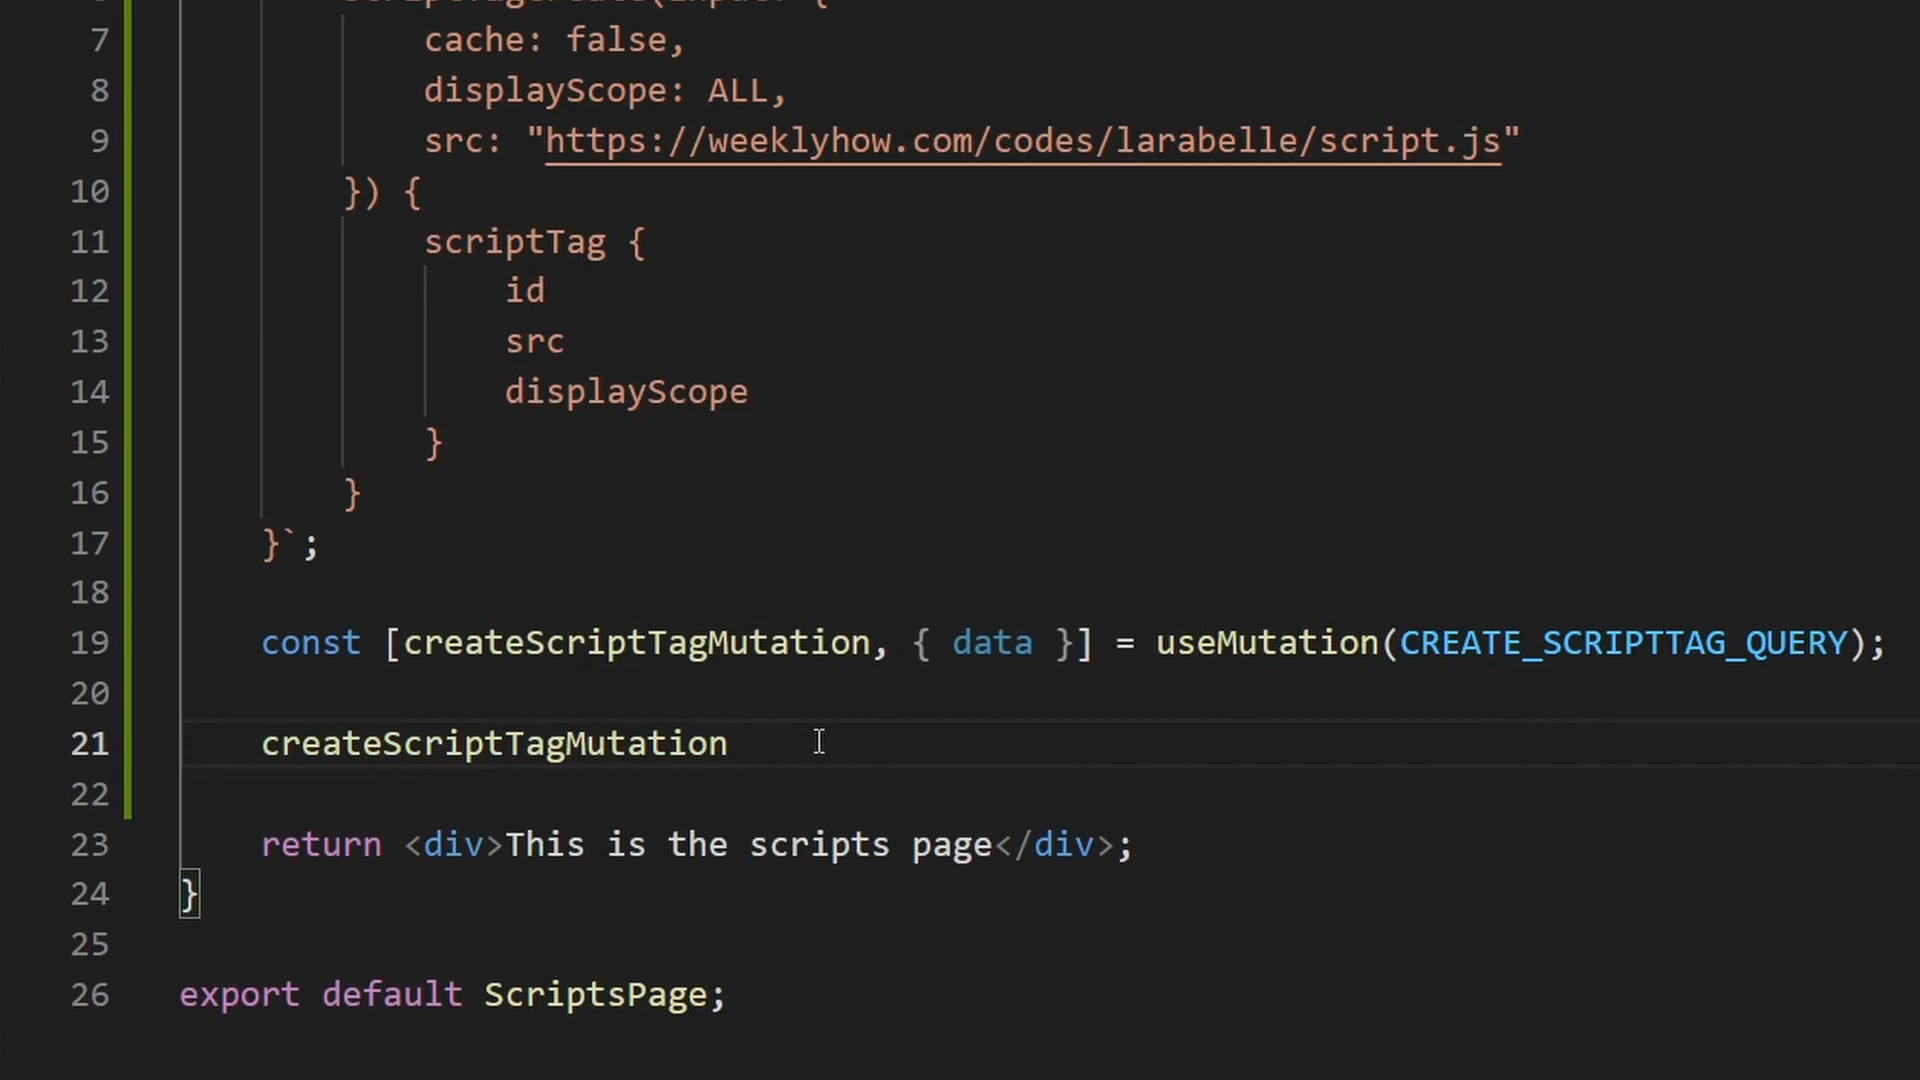 7 cache: false,
8 displayScope: ALL,
9 src: "https://weeklyhow.com/codes/larabelle/script.js"
10 }) {
11 scriptTag {
12 id
13 src
14 displayScope
15 }
16 }
17 }`;
18
19 const [createScriptTagMutation, { data }] = useMutation(CREATE_SCRIPTTAG_QUERY);
20
21 createScriptTagMutation
22
23 return <div>This is the scripts page</div>;
24 }
25
26 export default ScriptsPage;